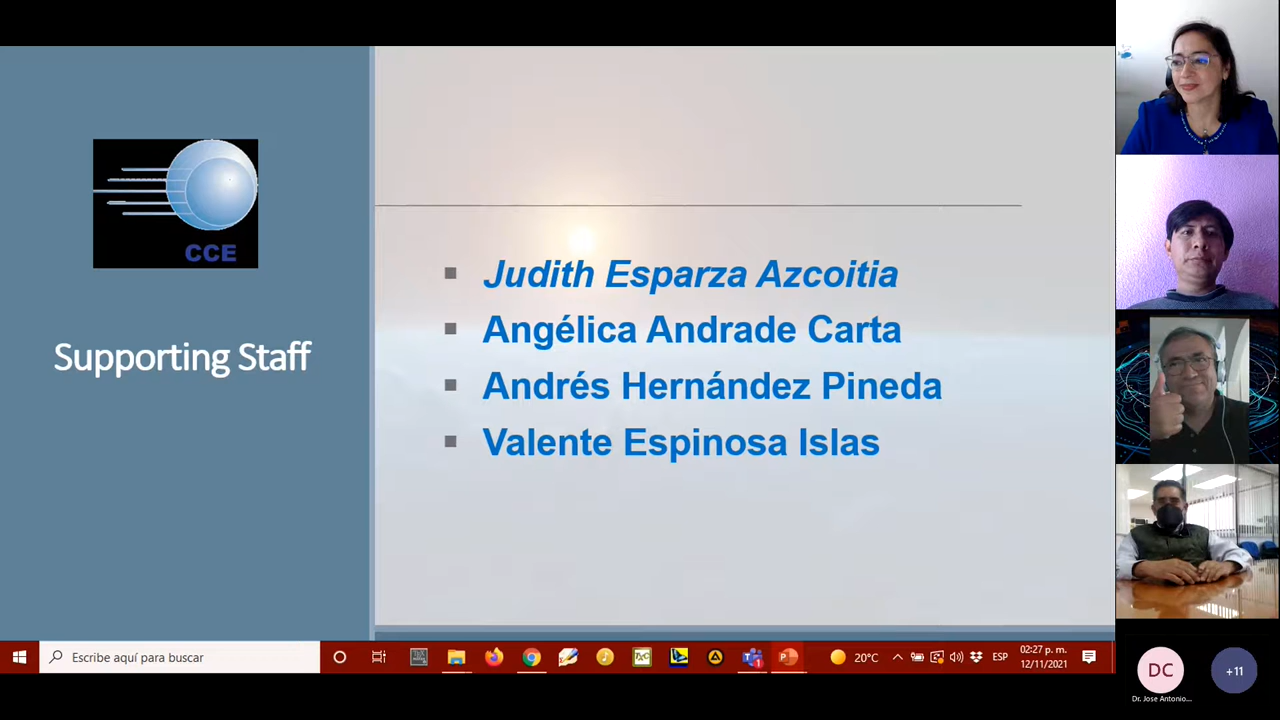 CCE
Supporting Staff
Judith Esparza Azcoitia
Angélica Andrade Carta
Andrés Hernández Pineda
Valente Espinosa Islas
Escribe aquí para buscar
20°C
ESP
02:27 p. m.
12/11/2021
DC
+11
Dr. Jose Antonio...